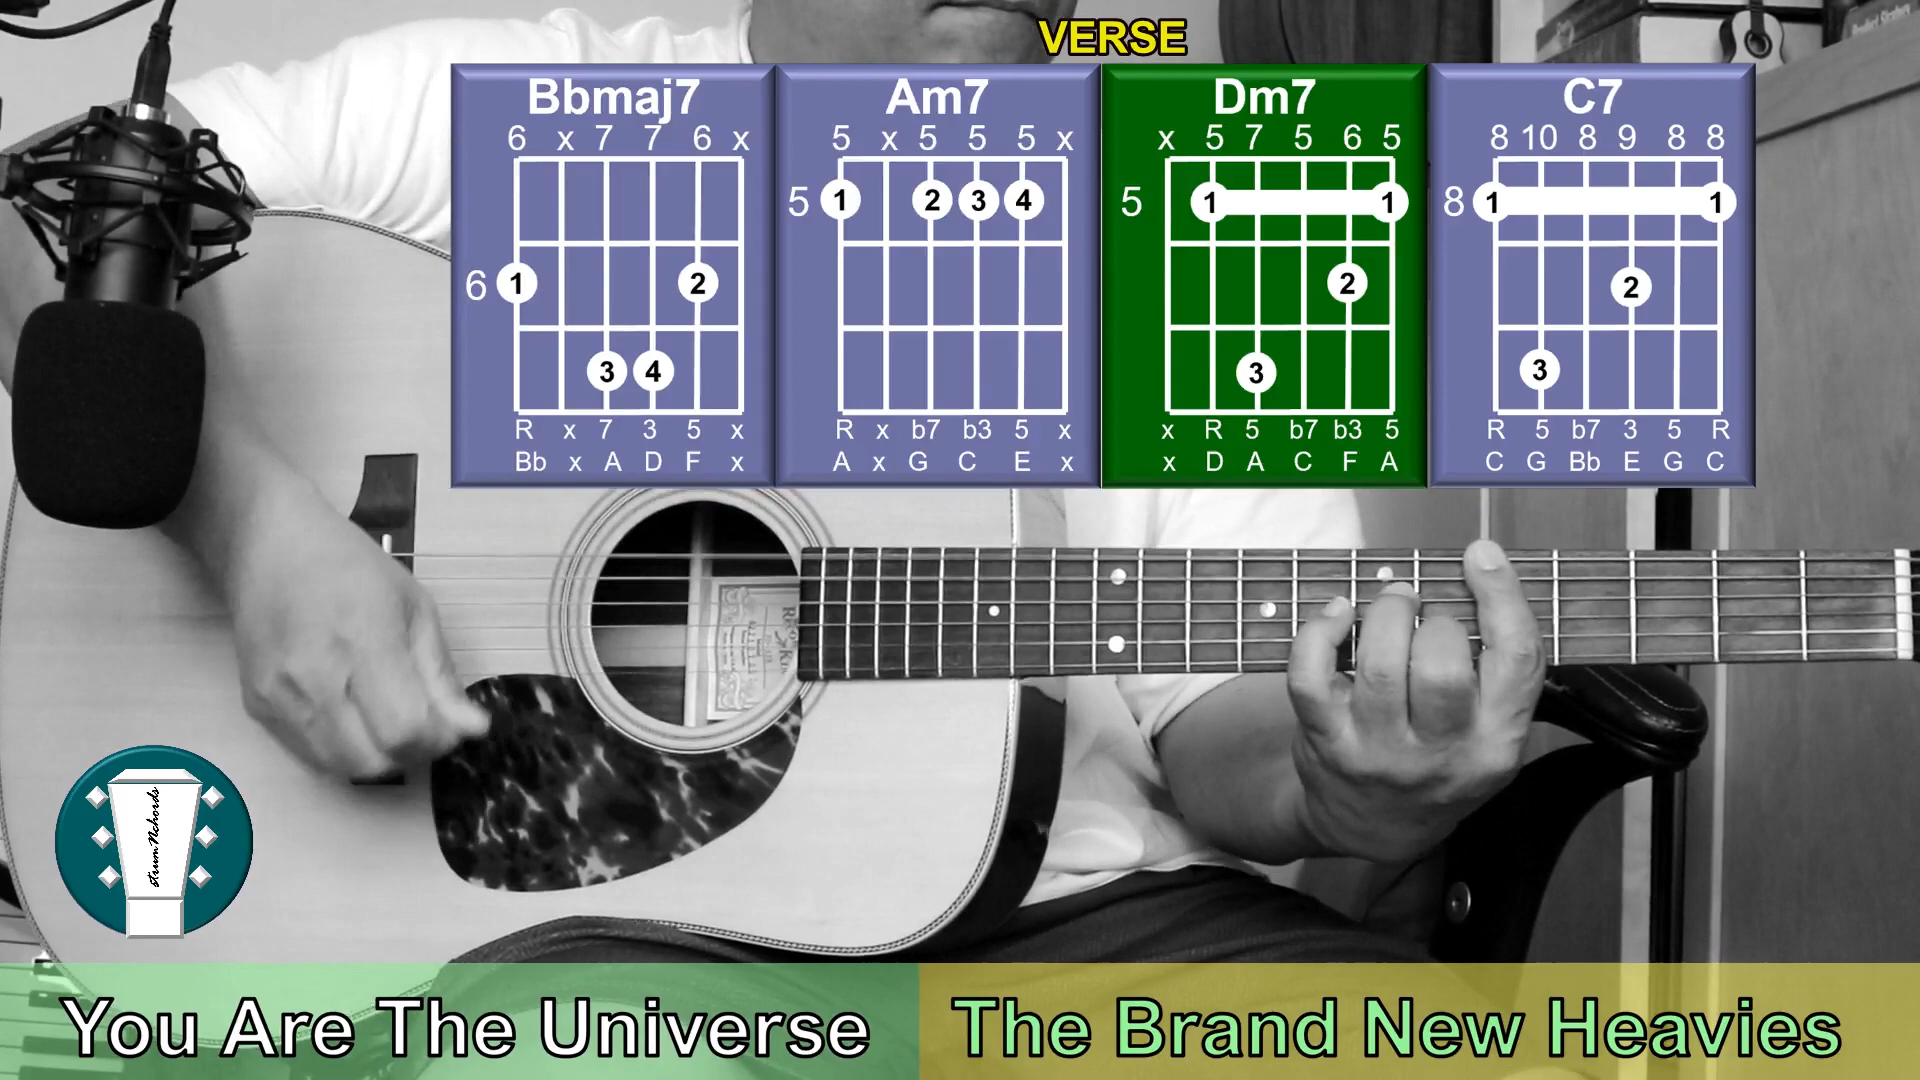 VERSE
Bbmaj7
6 x 7 7 6 x
6 1 2
3 4
R x 7 3 5 x
Bb x A D F x
Am7
5 x 5 5 5 x
5 1 2 3 4
R x b7 b3 5 x
A x G C E x
Dm7
x 5 7 5 6 5
5 1 1
2
3
x R 5 b7 b3 5
x D A C F A
C7
8 10 8 9 8 8
8 1 1
2
3
R 5 b7 3 5 R
C G Bb E G C
strumNchords
You Are The Universe
The Brand New Heavies